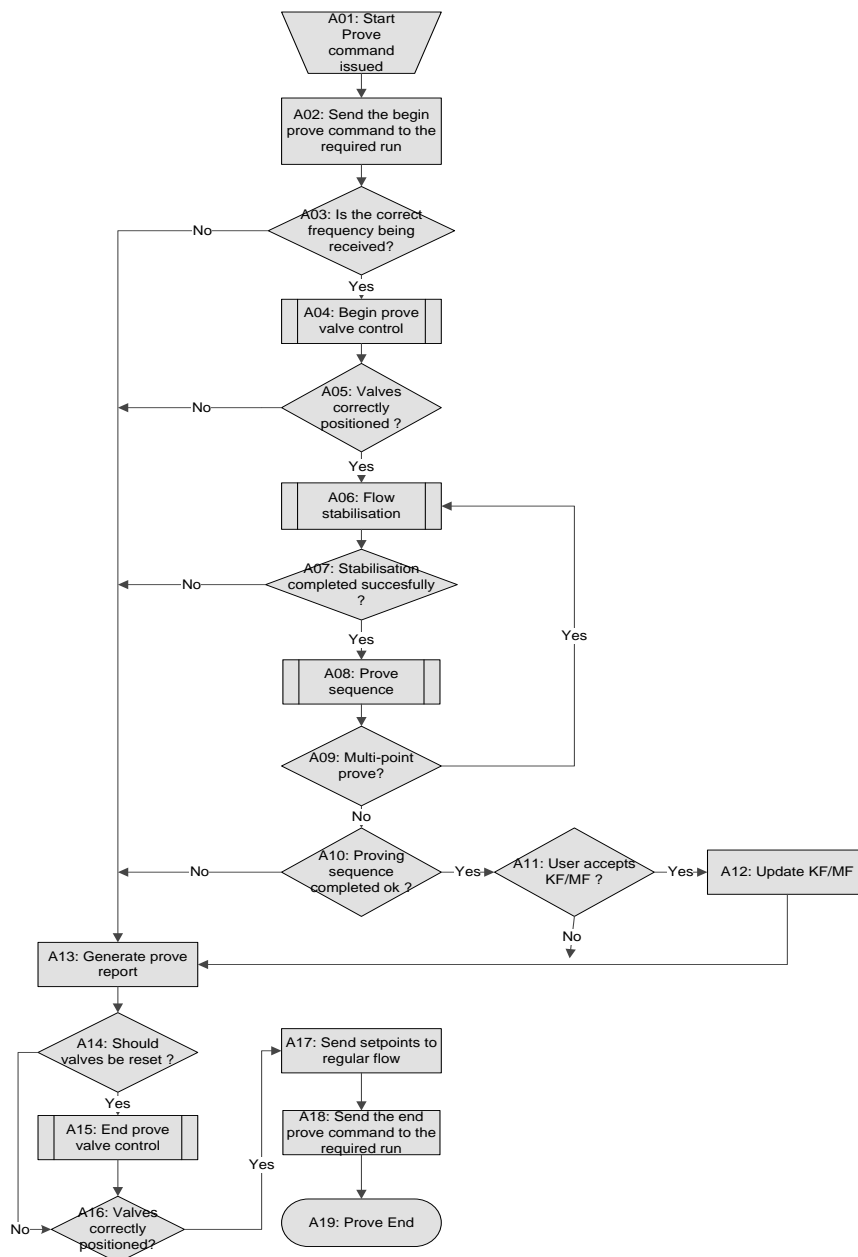 A01: Start
Prove
command
issued
A02: Send the begin
prove command to the
required run
A03: Is the correct
frequency being
received?
No
Yes
A04: Begin prove
valve control
A05: Valves
correctly
positioned ?
No
Yes
A06: Flow
stabilisation
A07: Stabilisation
completed succesfully
?
No
Yes
Yes
A08: Prove
sequence
A09: Multi-point
prove?
No
A10: Proving
sequence
completed ok ?
No
Yes
A11: User accepts
KF/MF ?
Yes
A12: Update KF/MF
No
A13: Generate prove
report
A14: Should
valves be reset ?
Yes
A15: End prove
valve control
A16: Valves
correctly
positioned?
No
Yes
A17: Send setpoints to
regular flow
A18: Send the end
prove command to the
required run
A19: Prove End